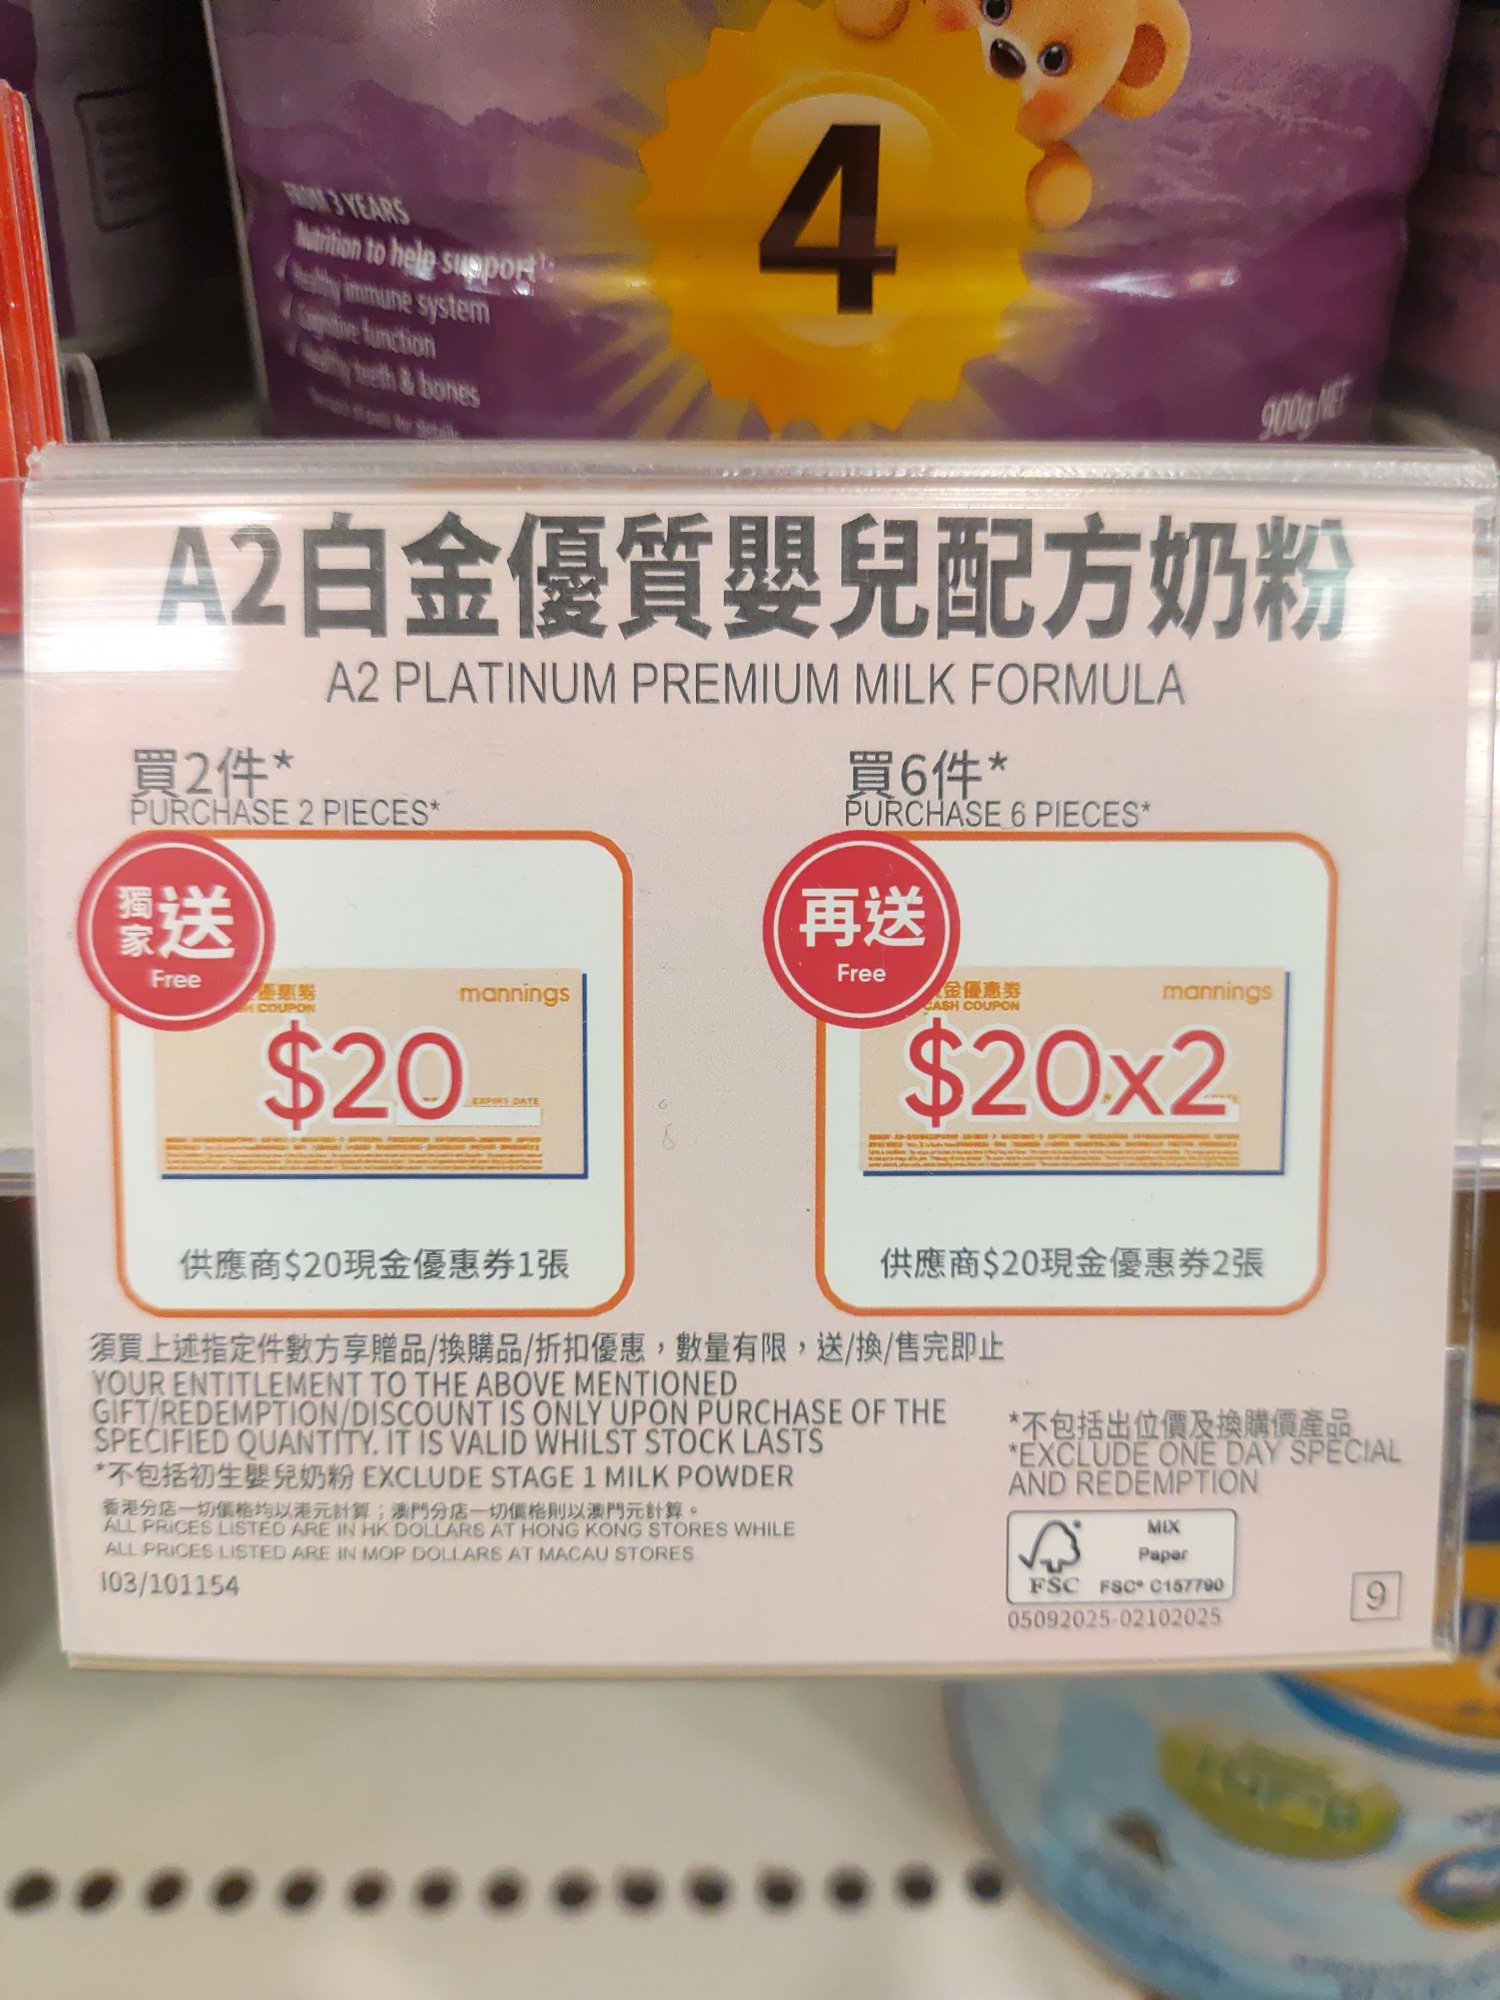 4
FROM 3 YEARS
Nutrition to help support
Healthy immune system
Cognitive function
Healthy teeth & bones
900g NET
A2白金優質嬰兒配方奶粉
A2 PLATINUM PREMIUM MILK FORMULA
買2件*
PURCHASE 2 PIECES*
獨家送
Free
優惠券
COUPON
mannings
$20
EXPIRY DATE
供應商$20現金優惠券1張
買6件*
PURCHASE 6 PIECES*
再送
Free
金優惠券
CASH COUPON
mannings
$20x2
供應商$20現金優惠券2張
須買上述指定件數方享贈品/換購品/折扣優惠，數量有限，送/換/售完即止
YOUR ENTITLEMENT TO THE ABOVE MENTIONED
GIFT/REDEMPTION/DISCOUNT IS ONLY UPON PURCHASE OF THE
SPECIFIED QUANTITY. IT IS VALID WHILST STOCK LASTS
*不包括初生嬰兒奶粉 EXCLUDE STAGE 1 MILK POWDER
香港分店一切價格均以港元計算；澳門分店一切價格則以澳門元計算。
ALL PRICES LISTED ARE IN HK DOLLARS AT HONG KONG STORES WHILE
ALL PRICES LISTED ARE IN MOP DOLLARS AT MACAU STORES
I03/101154
*不包括出位價及換購價產品
*EXCLUDE ONE DAY SPECIAL
AND REDEMPTION
MIX
Paper
FSC
FSC® C157790
05092025-02102025
9